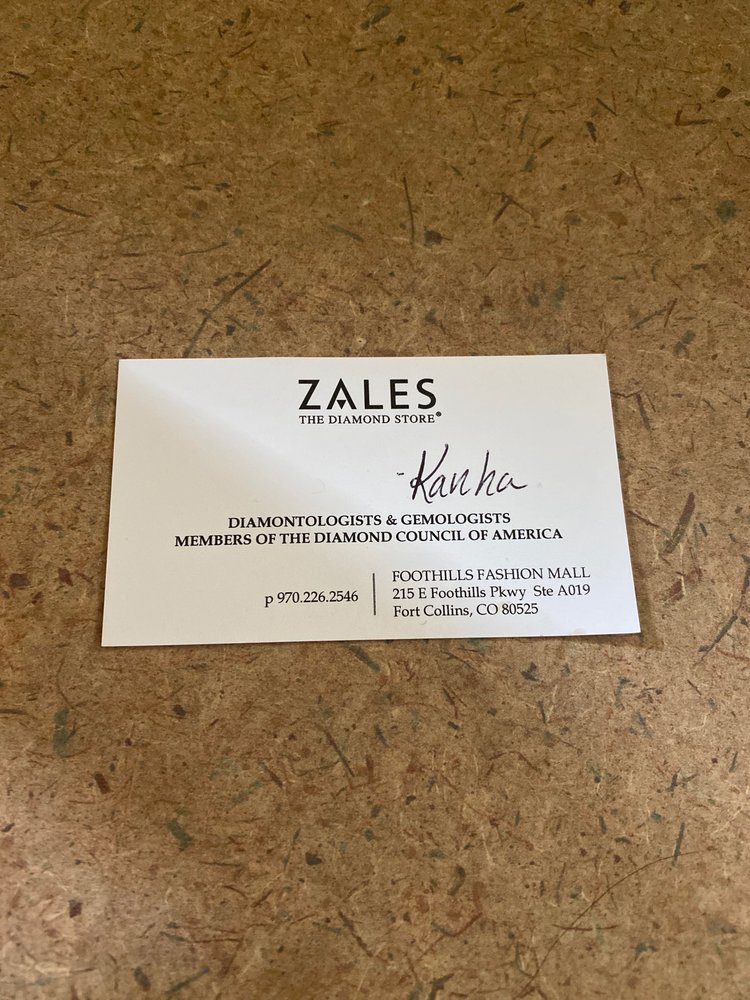 ZALES
THE DIAMOND STORE®
-Kanha
DIAMONTOLOGISTS & GEMOLOGISTS
MEMBERS OF THE DIAMOND COUNCIL OF AMERICA
p 970.226.2546
FOOTHILLS FASHION MALL
215 E Foothills Pkwy Ste A019
Fort Collins, CO 80525